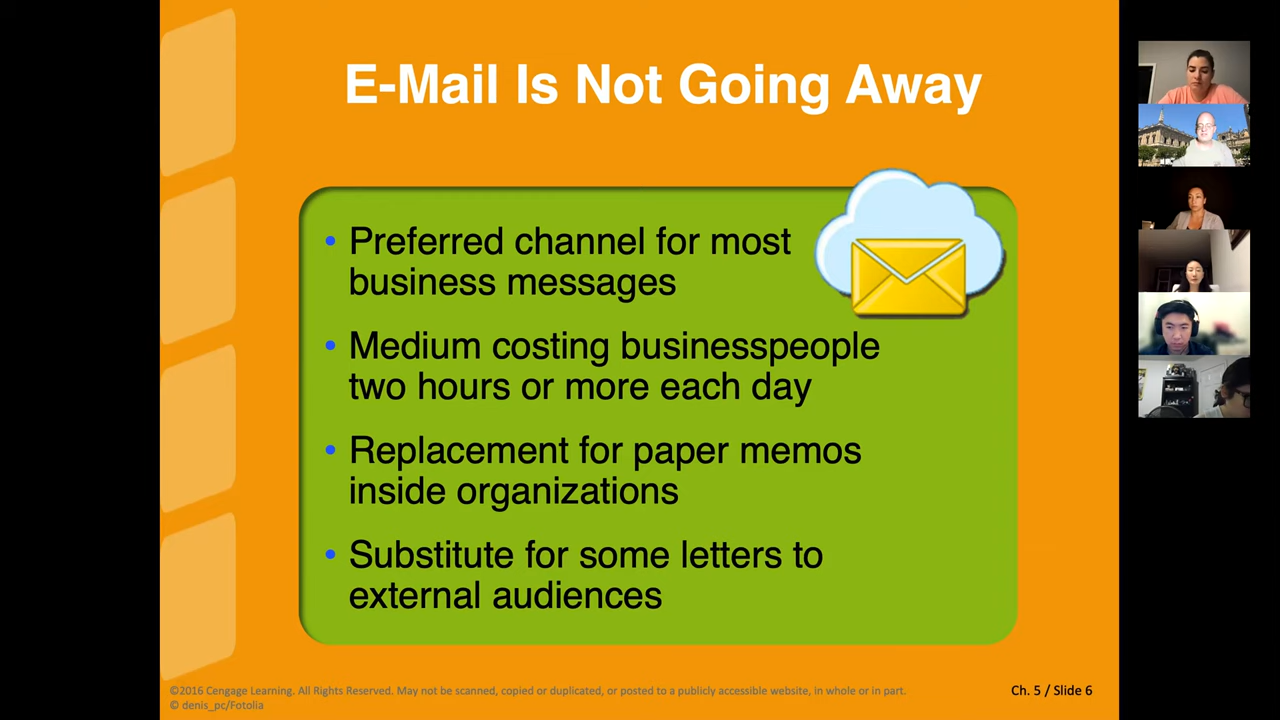 E-Mail Is Not Going Away
• Preferred channel for most
business messages
• Medium costing businesspeople
two hours or more each day
• Replacement for paper memos
inside organizations
• Substitute for some letters to
external audiences
©2016 Cengage Learning. All Rights Reserved. May not be scanned, copied or duplicated, or posted to a publicly accessible website, in whole or in part.
© denis_pc/Fotolia
Ch. 5 / Slide 6